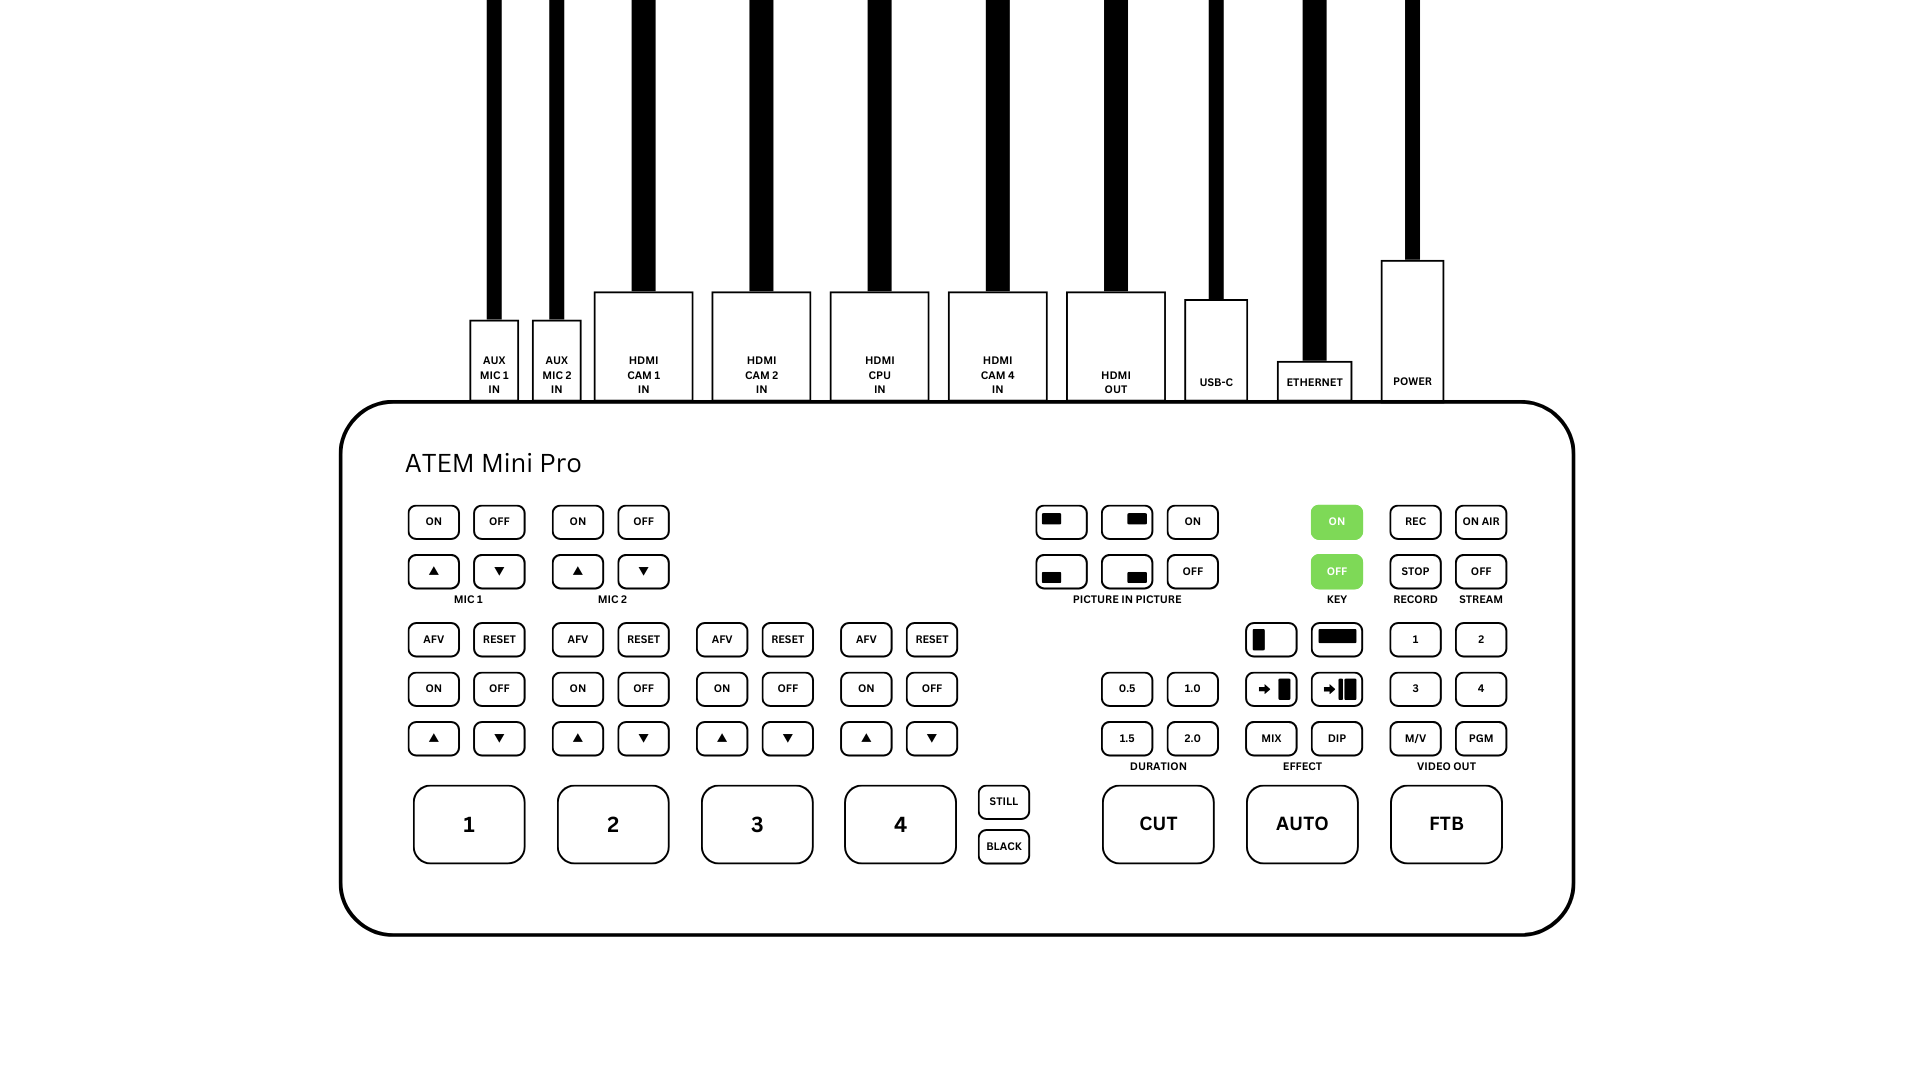 AUX
MIC 1
IN
AUX
MIC 2
IN
HDMI
CAM 1
IN
HDMI
CAM 2
IN
HDMI
CPU
IN
HDMI
CAM 4
IN
HDMI
OUT
USB-C
ETHERNET
POWER
ATEM Mini Pro
ON OFF ON OFF ON ON REC ON AIR
▲ ▼ ▲ ▼ OFF OFF STOP OFF
MIC 1 MIC 2 PICTURE IN PICTURE KEY RECORD STREAM
AFV RESET AFV RESET AFV RESET AFV RESET 1 2
ON OFF ON OFF ON OFF ON OFF 0.5 1.0 3 4
▲ ▼ ▲ ▼ ▲ ▼ ▲ ▼ 1.5 2.0 MIX DIP M/V PGM
DURATION EFFECT VIDEO OUT
1 2 3 4 STILL CUT AUTO FTB
BLACK